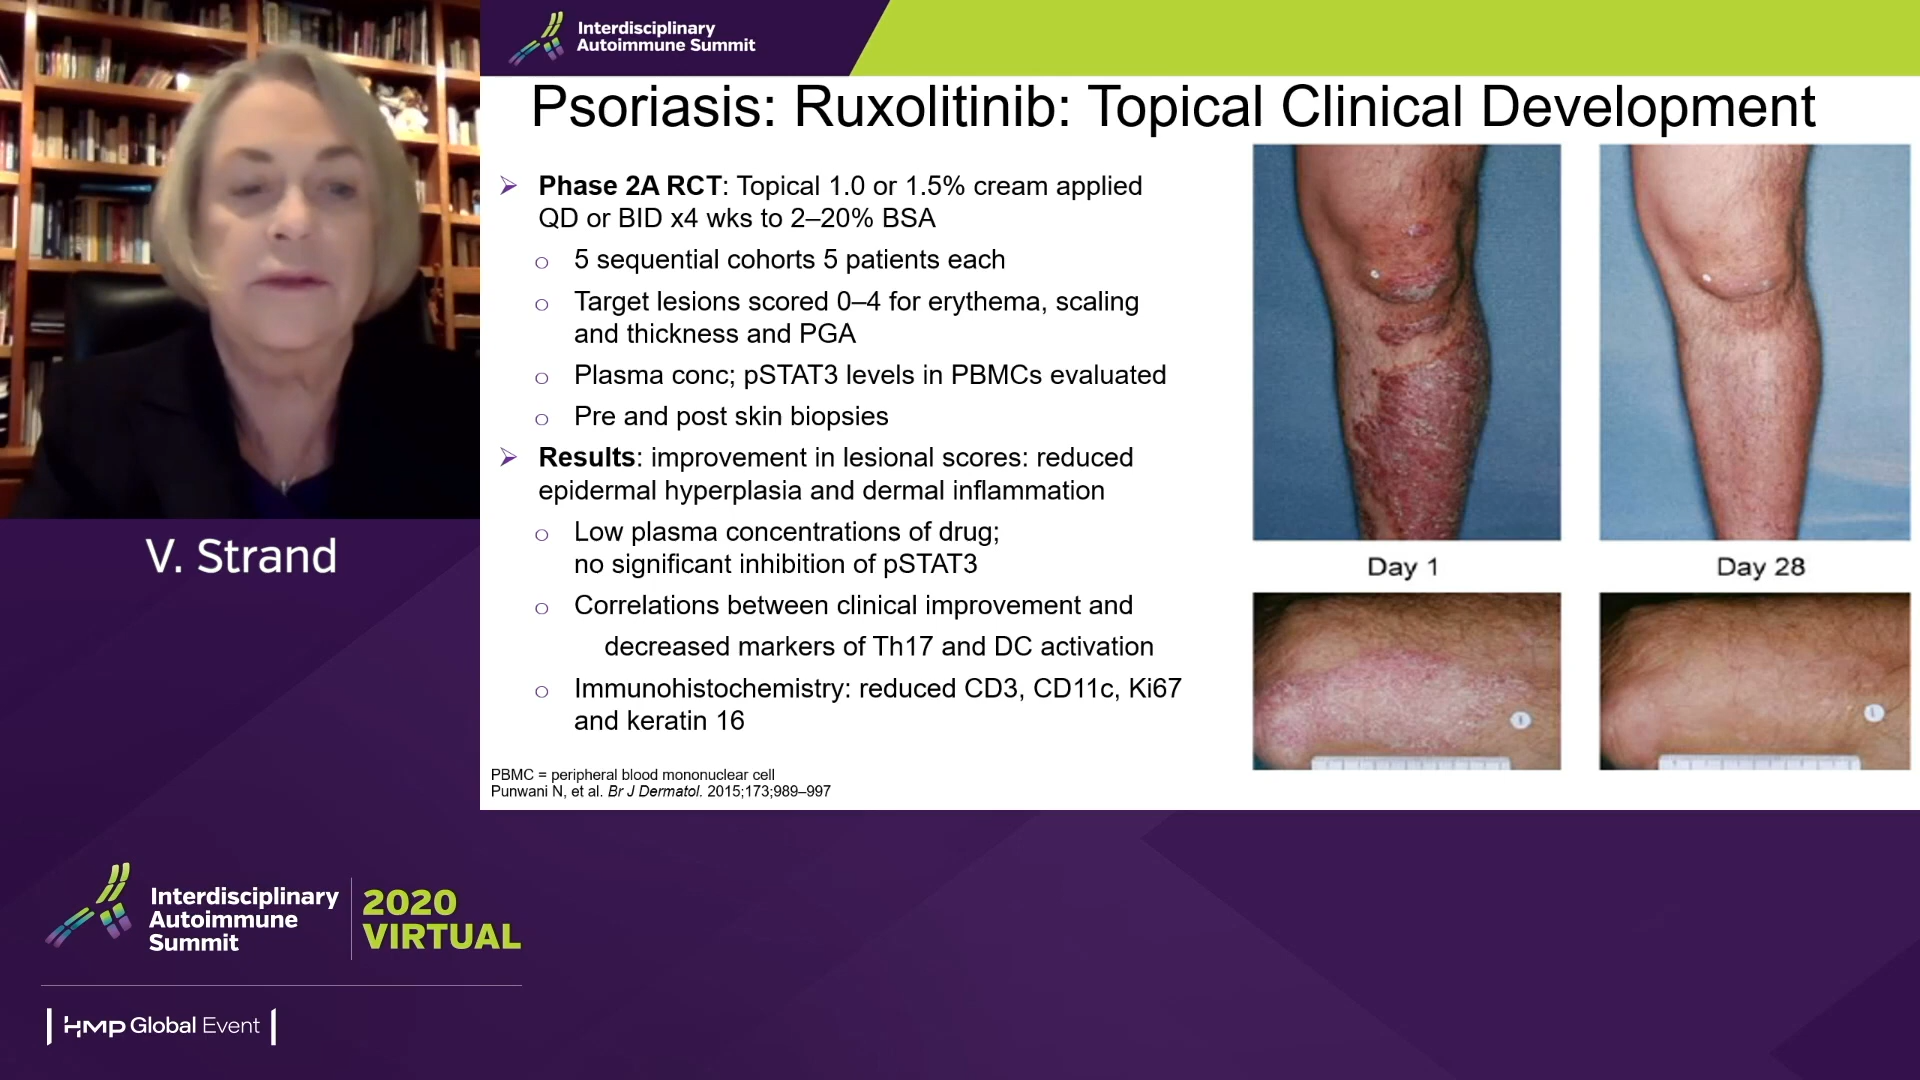 Interdisciplinary
Autoimmune Summit
Psoriasis: Ruxolitinib: Topical Clinical Development
➢ Phase 2A RCT: Topical 1.0 or 1.5% cream applied
QD or BID x4 wks to 2–20% BSA
o 5 sequential cohorts 5 patients each
o Target lesions scored 0–4 for erythema, scaling
and thickness and PGA
o Plasma conc; pSTAT3 levels in PBMCs evaluated
o Pre and post skin biopsies
➢ Results: improvement in lesional scores: reduced
epidermal hyperplasia and dermal inflammation
o Low plasma concentrations of drug;
no significant inhibition of pSTAT3
o Correlations between clinical improvement and
decreased markers of Th17 and DC activation
o Immunohistochemistry: reduced CD3, CD11c, Ki67
and keratin 16
PBMC = peripheral blood mononuclear cell
Punwani N, et al. Br J Dermatol. 2015;173;989–997
Day 1
Day 28
V. Strand
Interdisciplinary
Autoimmune
Summit
2020
VIRTUAL
HMP Global Event